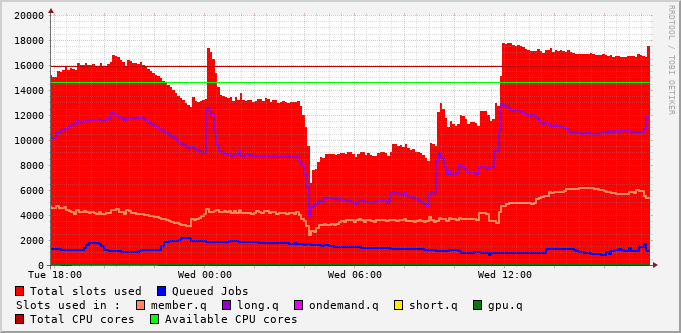 20000
18000
16000
14000
12000
10000
8000
6000
4000
2000
0
Tue 18:00 Wed 00:00 Wed 06:00 Wed 12:00
RRDTOOL / TOBI OETIKER
Total slots used Queued Jobs
Slots used in : member.q long.q ondemand.q short.q gpu.q
Total CPU cores Available CPU cores